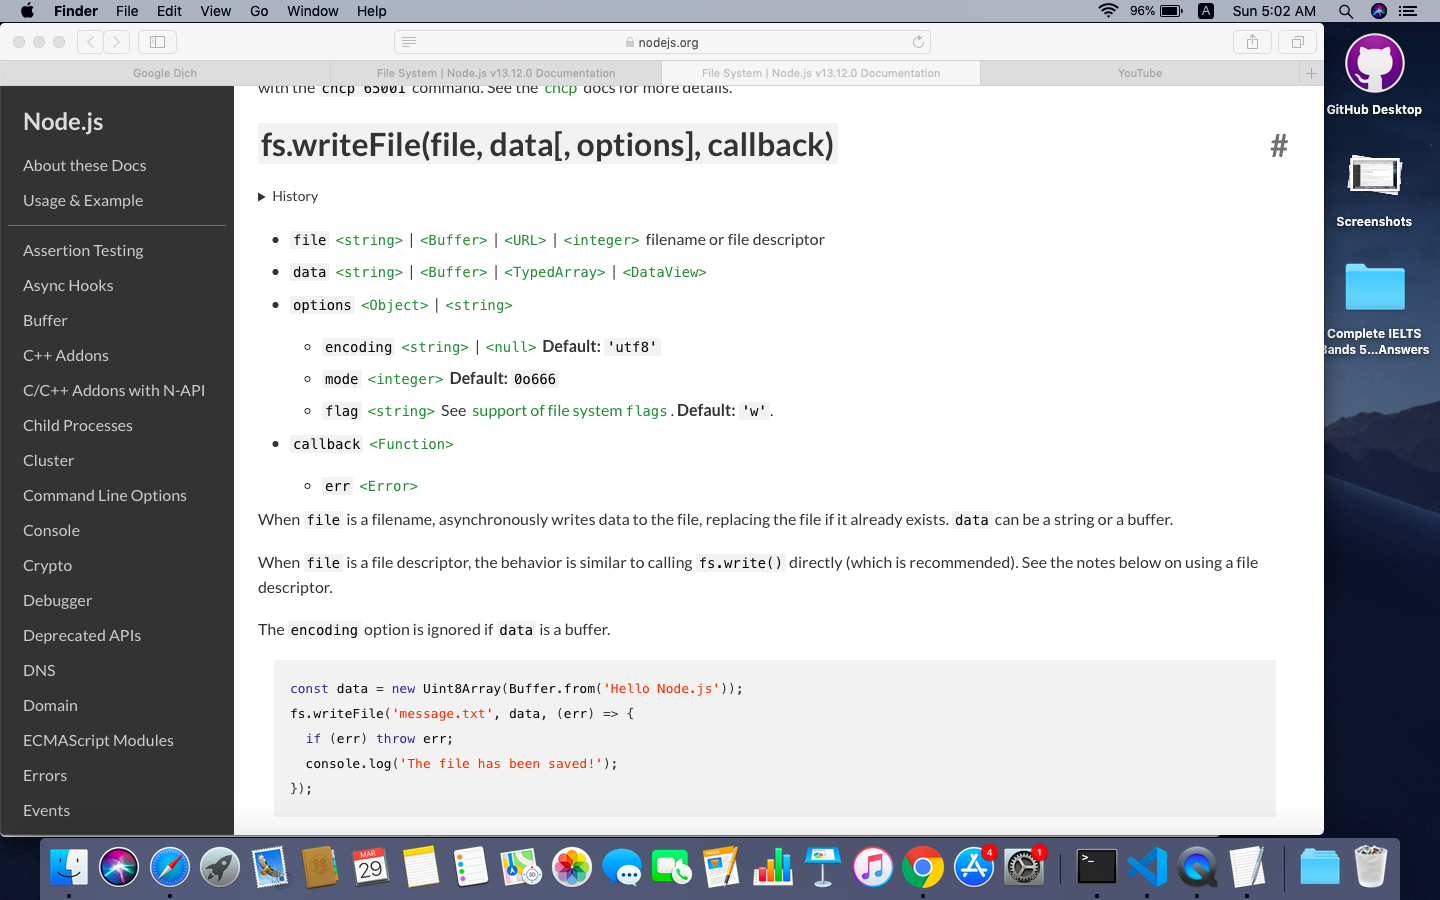 Finder File Edit View Go Window Help 96% A Sun 5:02 AM
nodejs.org
Google Dịch File System | Node.js v13.12.0 Documentation File System | Node.js v13.12.0 Documentation YouTube
with the chcp 65001 command. See the chcp docs for more details.
Node.js
About these Docs
Usage & Example
Assertion Testing
Async Hooks
Buffer
C++ Addons
C/C++ Addons with N-API
Child Processes
Cluster
Command Line Options
Console
Crypto
Debugger
Deprecated APIs
DNS
Domain
ECMAScript Modules
Errors
Events
fs.writeFile(file, data[, options], callback) #
History
file <string> | <Buffer> | <URL> | <integer> filename or file descriptor
data <string> | <Buffer> | <TypedArray> | <DataView>
options <Object> | <string>
encoding <string> | <null> Default: 'utf8'
mode <integer> Default: 0o666
flag <string> See support of file system flags. Default: 'w'.
callback <Function>
err <Error>
When file is a filename, asynchronously writes data to the file, replacing the file if it already exists. data can be a string or a buffer.
When file is a file descriptor, the behavior is similar to calling fs.write() directly (which is recommended). See the notes below on using a file
descriptor.
The encoding option is ignored if data is a buffer.
const data = new Uint8Array(Buffer.from('Hello Node.js'));
fs.writeFile('message.txt', data, (err) => {
if (err) throw err;
console.log('The file has been saved!');
});
GitHub Desktop
Screenshots
Complete IELTS
Bands 5...Answers
MAR
29
4
1
>_